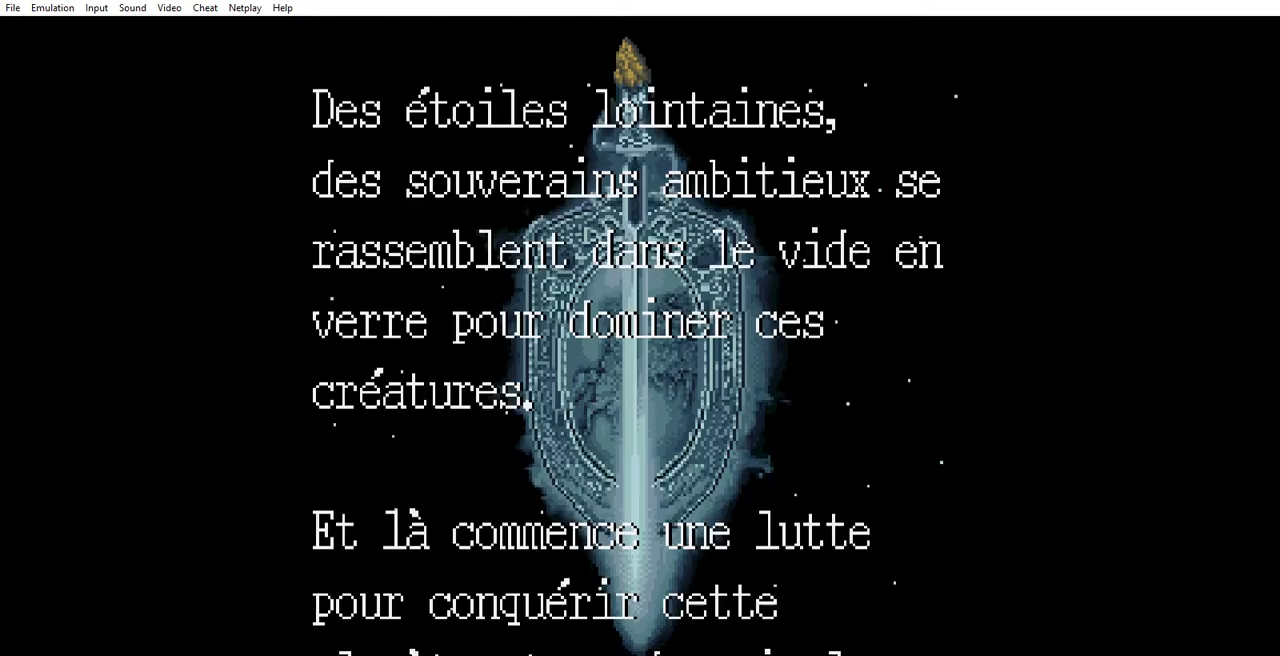 File Emulation Input Sound Video Cheat Netplay Help
Des étoiles lointaines,
des souverains ambitieux se
rassemblent dans le vide en
verre pour dominer ces
créatures.
Et là commence une lutte
pour conquérir cette